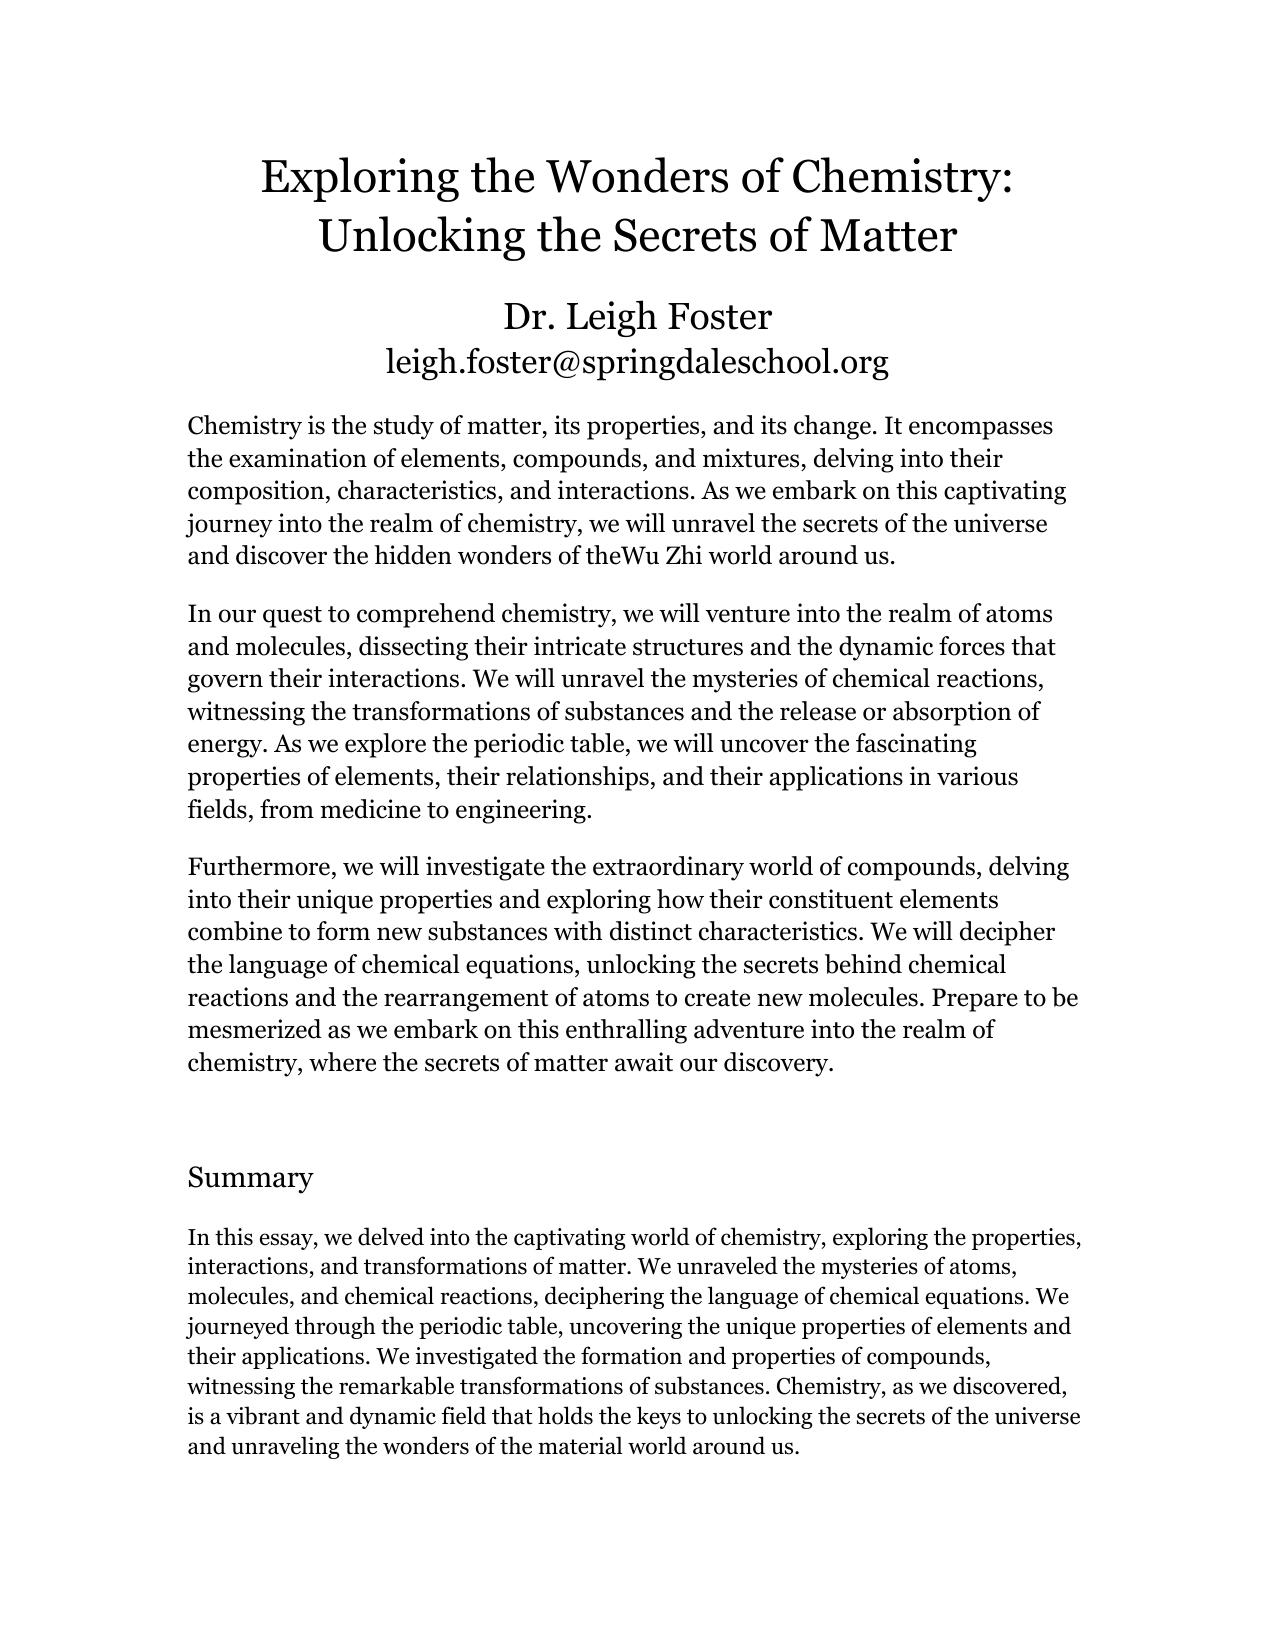 Exploring the Wonders of Chemistry:
Unlocking the Secrets of Matter
Dr. Leigh Foster
leigh.foster@springdaleschool.org
Chemistry is the study of matter, its properties, and its change. It encompasses
the examination of elements, compounds, and mixtures, delving into their
composition, characteristics, and interactions. As we embark on this captivating
journey into the realm of chemistry, we will unravel the secrets of the universe
and discover the hidden wonders of theWu Zhi world around us.
In our quest to comprehend chemistry, we will venture into the realm of atoms
and molecules, dissecting their intricate structures and the dynamic forces that
govern their interactions. We will unravel the mysteries of chemical reactions,
witnessing the transformations of substances and the release or absorption of
energy. As we explore the periodic table, we will uncover the fascinating
properties of elements, their relationships, and their applications in various
fields, from medicine to engineering.
Furthermore, we will investigate the extraordinary world of compounds, delving
into their unique properties and exploring how their constituent elements
combine to form new substances with distinct characteristics. We will decipher
the language of chemical equations, unlocking the secrets behind chemical
reactions and the rearrangement of atoms to create new molecules. Prepare to be
mesmerized as we embark on this enthralling adventure into the realm of
chemistry, where the secrets of matter await our discovery.
Summary
In this essay, we delved into the captivating world of chemistry, exploring the properties,
interactions, and transformations of matter. We unraveled the mysteries of atoms,
molecules, and chemical reactions, deciphering the language of chemical equations. We
journeyed through the periodic table, uncovering the unique properties of elements and
their applications. We investigated the formation and properties of compounds,
witnessing the remarkable transformations of substances. Chemistry, as we discovered,
is a vibrant and dynamic field that holds the keys to unlocking the secrets of the universe
and unraveling the wonders of the material world around us.